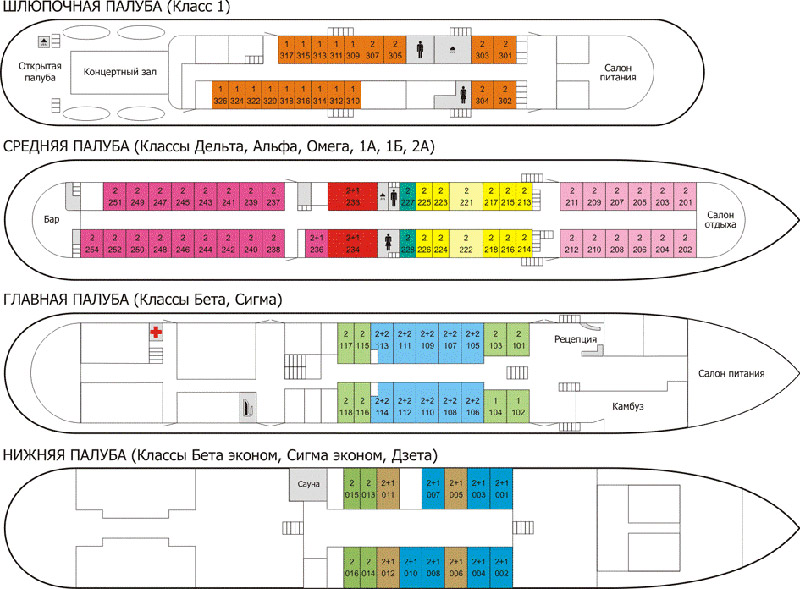 ШЛЮПОЧНАЯ ПАЛУБА (Класс 1)
1 1 1 1 1 2 2 2 2
317 315 313 311 309 307 305 303 301
Открытая
палуба
Концертный зал
Салон
питания
1 1 1 1 1 1 1 1 1 2 2
326 324 322 320 318 316 314 312 310 304 302
СРЕДНЯЯ ПАЛУБА (Классы Дельта, Альфа, Омега, 1А, 1Б, 2А)
2 2 2 2 2 2 2 2 2+1 2 2 2 2 2 2 2 2 2 2 2 2 2
251 249 247 245 243 241 239 237 235 227 225 223 221 217 215 213 211 209 207 205 203 201
Бар
Салон
отдыха
2 2 2 2 2 2 2 2 2 2+1 2+1 2 2 2 2 2 2 2 2 2 2 2 2 2
254 252 250 248 246 244 242 240 238 236 234 228 226 224 222 218 216 214 212 210 208 206 204 202
ГЛАВНАЯ ПАЛУБА (Классы Бета, Сигма)
2 2 2+2 2+2 2+2 2+2 2+2 2 2
117 115 113 111 109 107 105 103 101
Рецепция
Салон питания
2 2 2+2 2+2 2+2 2+2 2+2 1 1
118 116 114 112 110 108 106 104 102
Камбуз
НИЖНЯЯ ПАЛУБА (Классы Бета эконом, Сигма эконом, Дзета)
Сауна
2 2 2+1 2+1 2+1 2+1 2+1
015 013 011 007 005 003 001
2 2 2+1 2+1 2+1 2+1 2+1 2+1
016 014 012 010 008 006 004 002